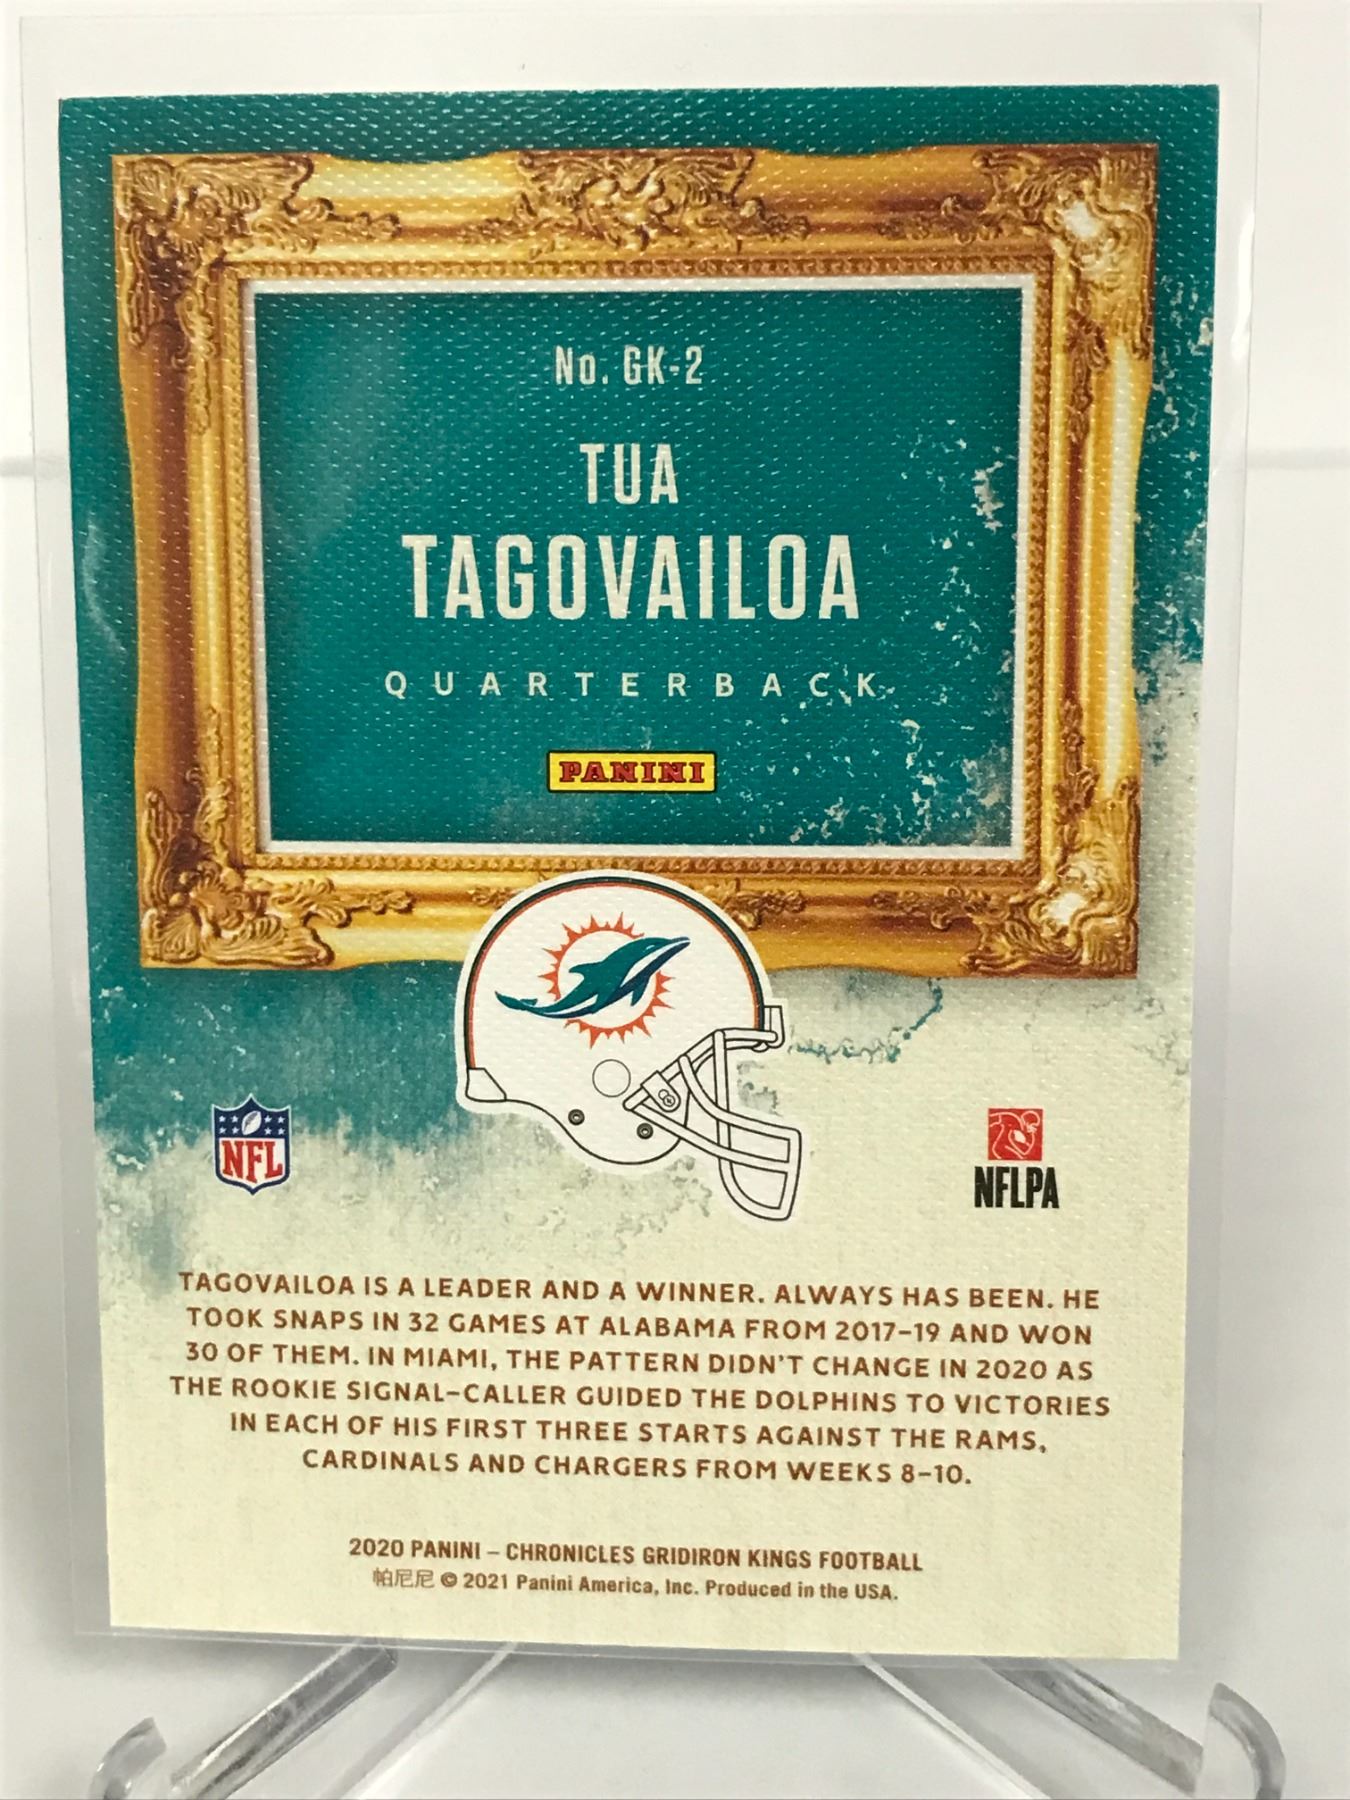 No. GK-2
TUA
TAGOVAILOA
QUARTERBACK
PANINI
NFL
NFLPA
TAGOVAILOA IS A LEADER AND A WINNER. ALWAYS HAS BEEN. HE
TOOK SNAPS IN 32 GAMES AT ALABAMA FROM 2017–19 AND WON
30 OF THEM. IN MIAMI, THE PATTERN DIDN'T CHANGE IN 2020 AS
THE ROOKIE SIGNAL-CALLER GUIDED THE DOLPHINS TO VICTORIES
IN EACH OF HIS FIRST THREE STARTS AGAINST THE RAMS,
CARDINALS AND CHARGERS FROM WEEKS 8–10.
2020 PANINI – CHRONICLES GRIDIRON KINGS FOOTBALL
帕尼尼 © 2021 Panini America, Inc. Produced in the USA.